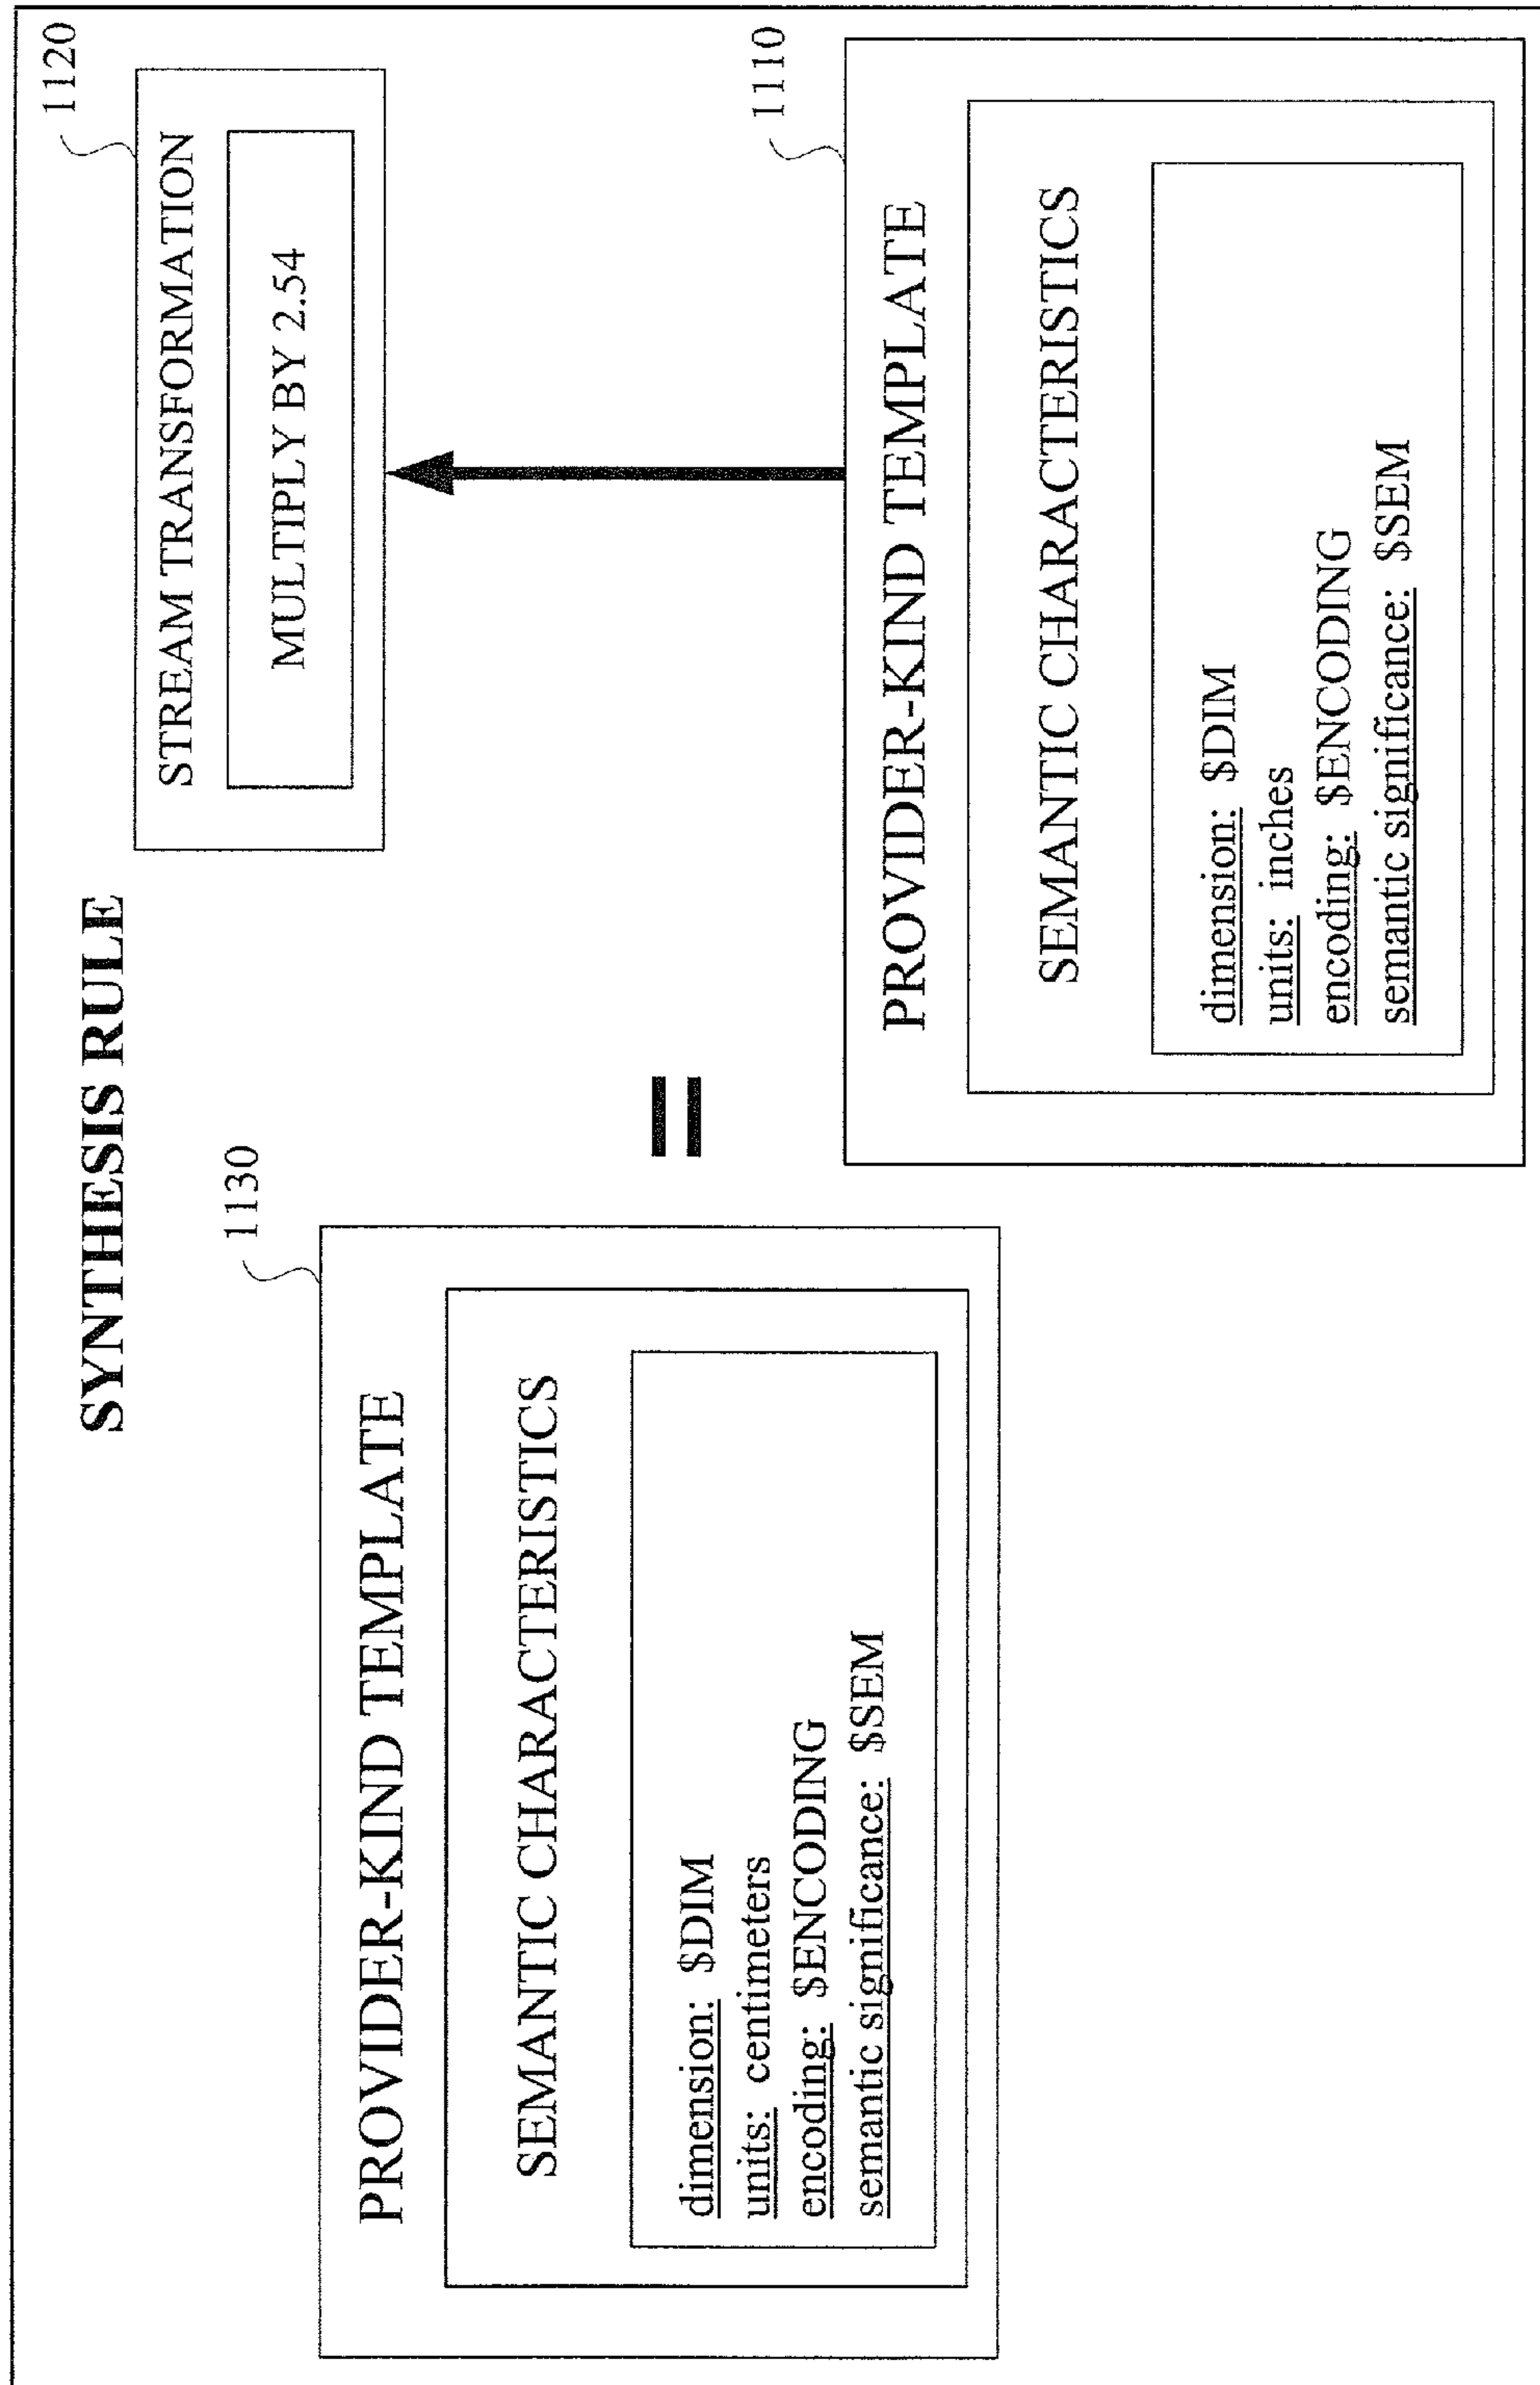 SYNTHESIS RULE
1130
PROVIDER-KIND TEMPLATE
SEMANTIC CHARACTERISTICS
dimension: $DIM
units: centimeters
encoding: $ENCODING
semantic significance: $SEM
=
1120
STREAM TRANSFORMATION
MULTIPLY BY 2.54
1110
PROVIDER-KIND TEMPLATE
SEMANTIC CHARACTERISTICS
dimension: $DIM
units: inches
encoding: $ENCODING
semantic significance: $SEM